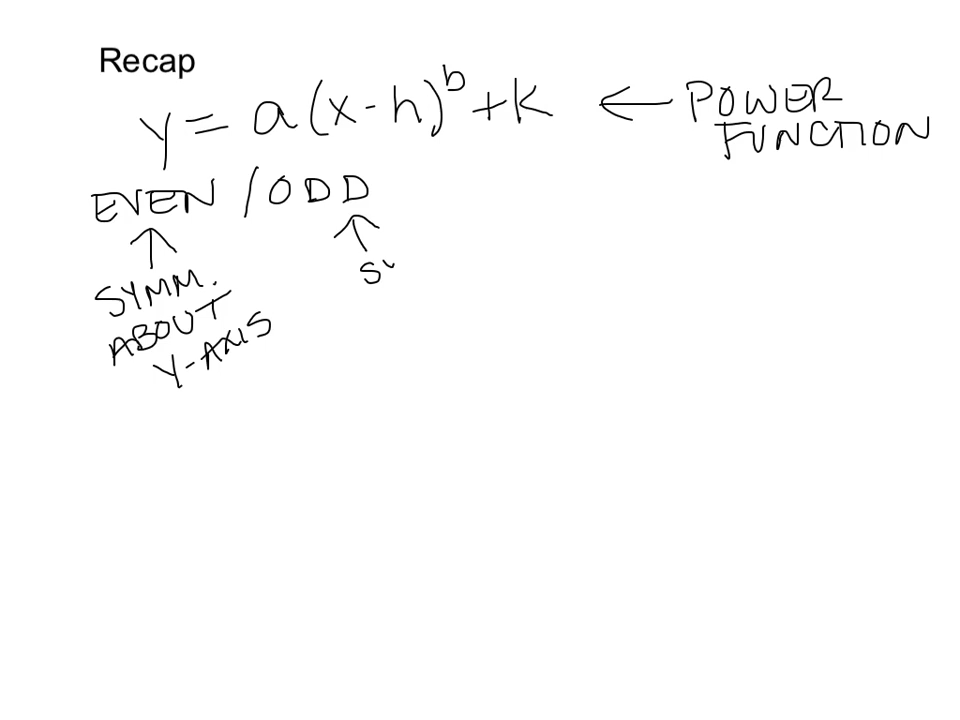 Recap
y = a(x-h)^b + k ← POWER
FUNCTION
EVEN / ODD
↑ ↑
SYMM.
ABOUT
Y-AXIS